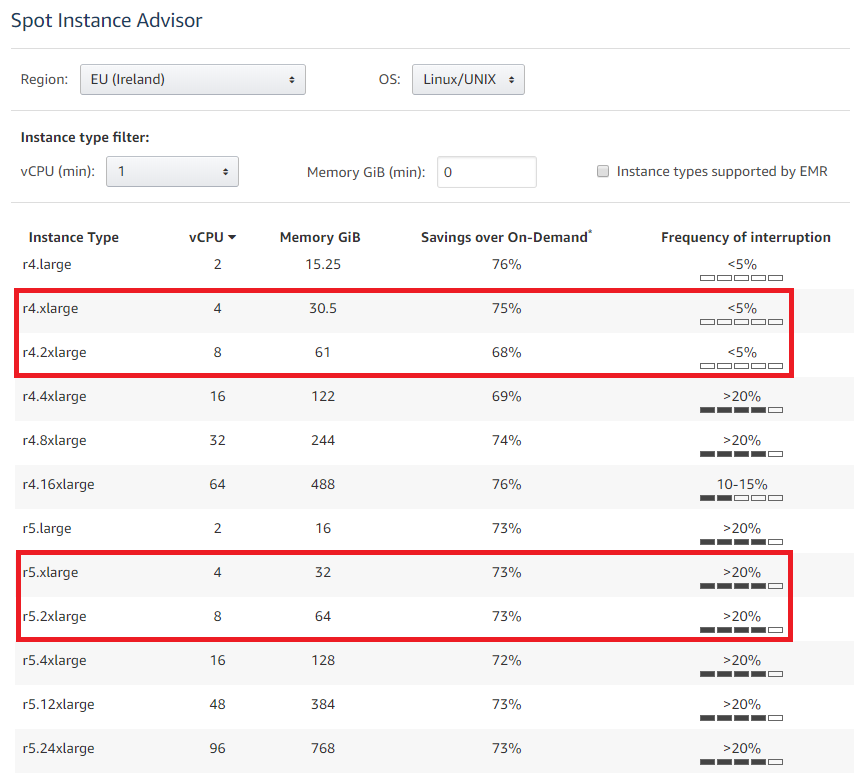 Spot Instance Advisor
Region: EU (Ireland) OS: Linux/UNIX
Instance type filter:
vCPU (min): 1 Memory GiB (min): 0 Instance types supported by EMR
Instance Type vCPU Memory GiB Savings over On-Demand* Frequency of interruption
r4.large 2 15.25 76% <5%
r4.xlarge 4 30.5 75% <5%
r4.2xlarge 8 61 68% <5%
r4.4xlarge 16 122 69% >20%
r4.8xlarge 32 244 74% >20%
r4.16xlarge 64 488 76% 10-15%
r5.large 2 16 73% >20%
r5.xlarge 4 32 73% >20%
r5.2xlarge 8 64 73% >20%
r5.4xlarge 16 128 72% >20%
r5.12xlarge 48 384 73% >20%
r5.24xlarge 96 768 73% >20%